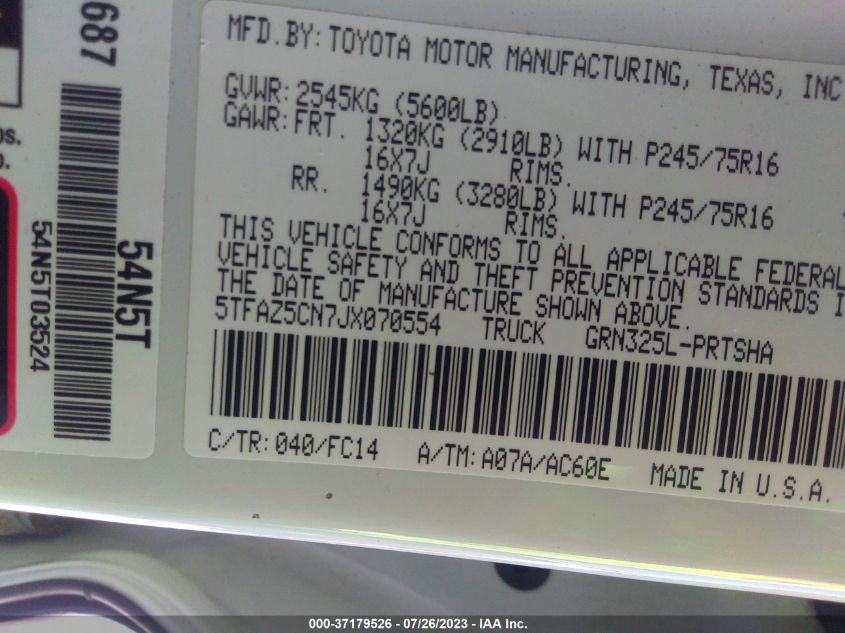 687
os.
54N5T
54N5T03524
MFD.BY:TOYOTA MOTOR MANUFACTURING, TEXAS, INC
GVWR:2545KG (5600LB)
GAWR:FRT. 1320KG (2910LB) WITH P245/75R16
16X7J RIMS.
RR. 1490KG (3280LB) WITH P245/75R16
16X7J RIMS.
THIS VEHICLE CONFORMS TO ALL APPLICABLE FEDERAL
VEHICLE SAFETY AND THEFT PREVENTION STANDARDS I
THE DATE OF MANUFACTURE SHOWN ABOVE.
5TFAZ5CN7JX070554 TRUCK GRN325L-PRTSHA
C/TR:040/FC14 A/TM:A07A/AC60E MADE IN U.S.A.
000-37179526 - 07/26/2023 - IAA Inc.